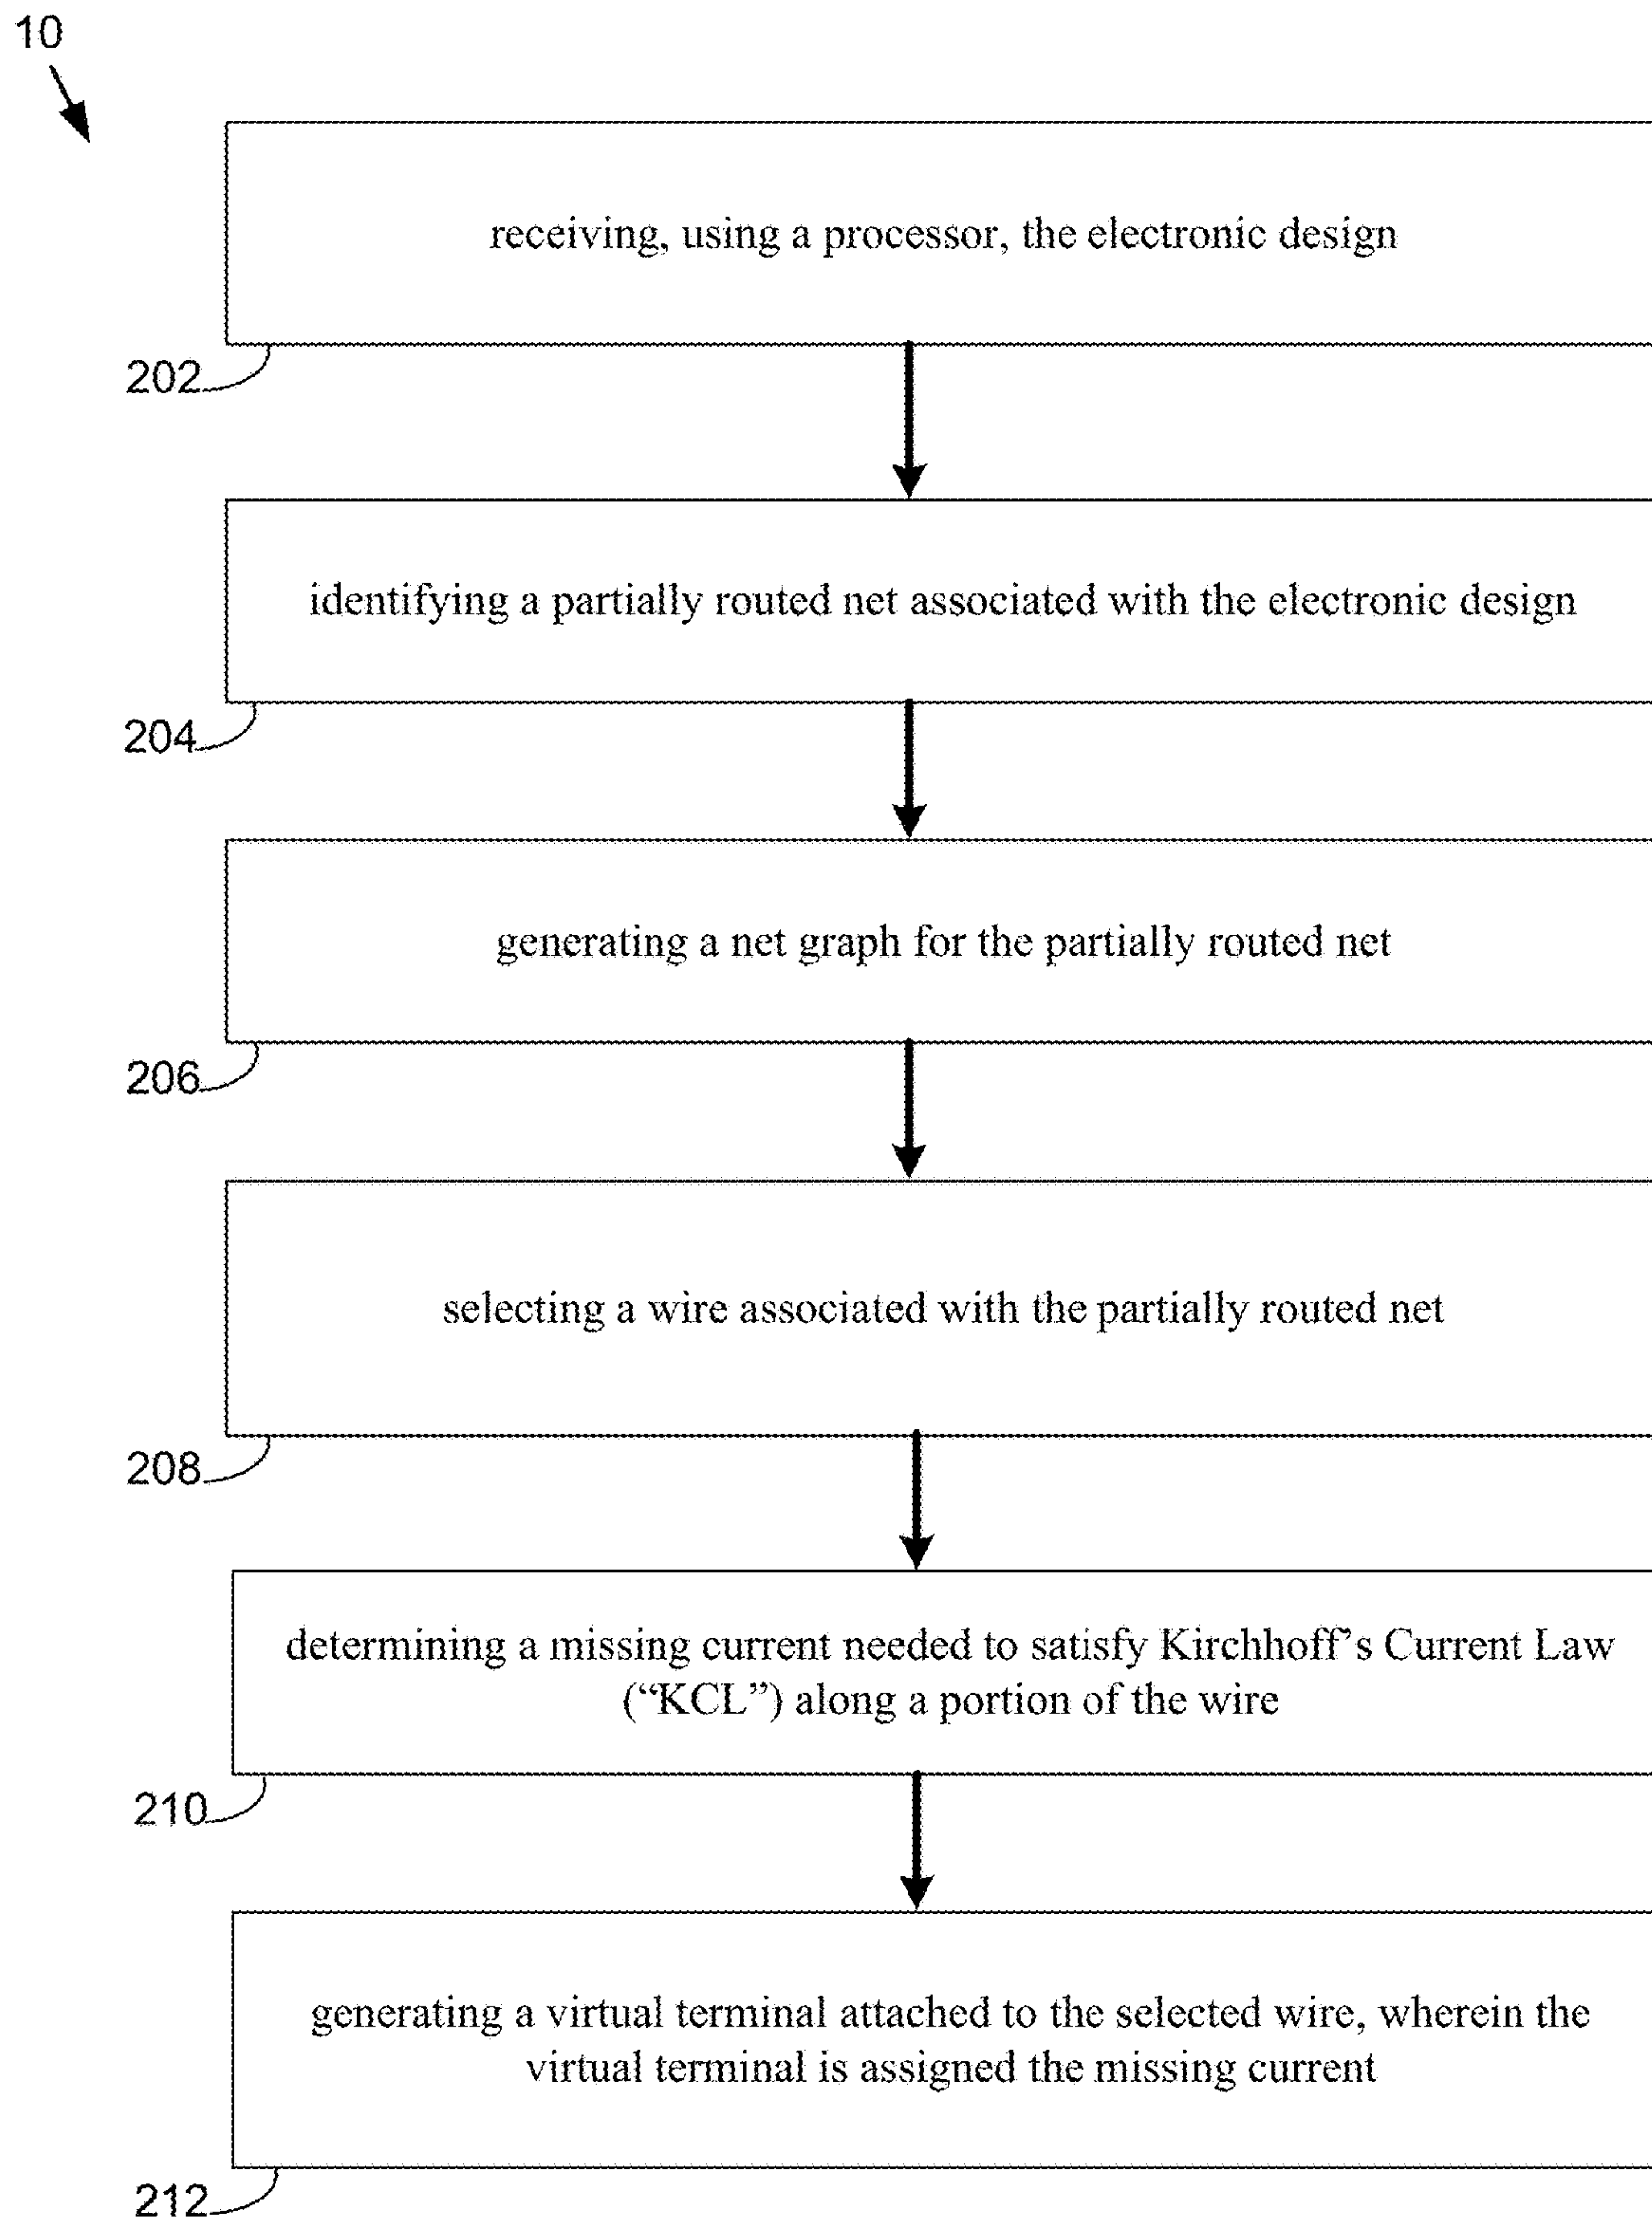 10
receiving, using a processor, the electronic design
202
identifying a partially routed net associated with the electronic design
204
generating a net graph for the partially routed net
206
selecting a wire associated with the partially routed net
208
determining a missing current needed to satisfy Kirchhoff’s Current Law
(“KCL”) along a portion of the wire
210
generating a virtual terminal attached to the selected wire, wherein the
virtual terminal is assigned the missing current
212